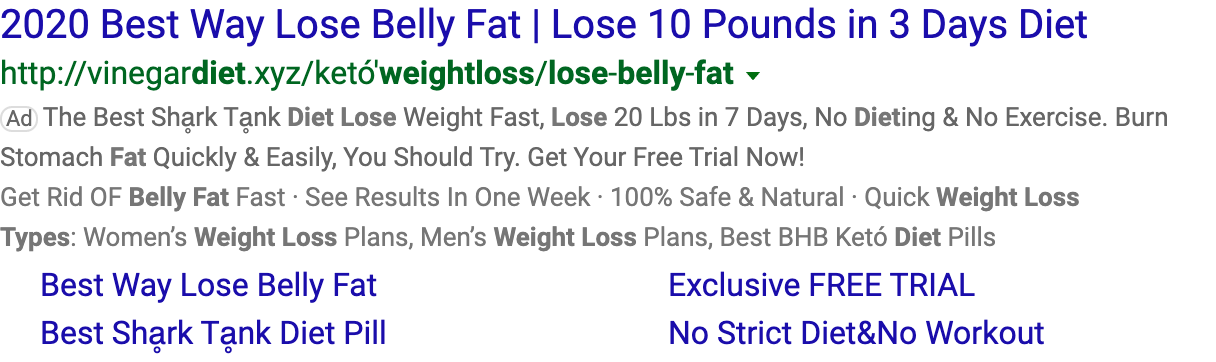 2020 Best Way Lose Belly Fat | Lose 10 Pounds in 3 Days Diet
http://vinegardiet.xyz/ketó'weightloss/lose-belly-fat
Ad The Best Shḁrk Tḁnk Diet Lose Weight Fast, Lose 20 Lbs in 7 Days, No Dieting & No Exercise. Burn
Stomach Fat Quickly & Easily, You Should Try. Get Your Free Trial Now!
Get Rid OF Belly Fat Fast · See Results In One Week · 100% Safe & Natural · Quick Weight Loss
Types: Women’s Weight Loss Plans, Men’s Weight Loss Plans, Best BHB Ketó Diet Pills
Best Way Lose Belly Fat
Exclusive FREE TRIAL
Best Shḁrk Tḁnk Diet Pill
No Strict Diet&No Workout